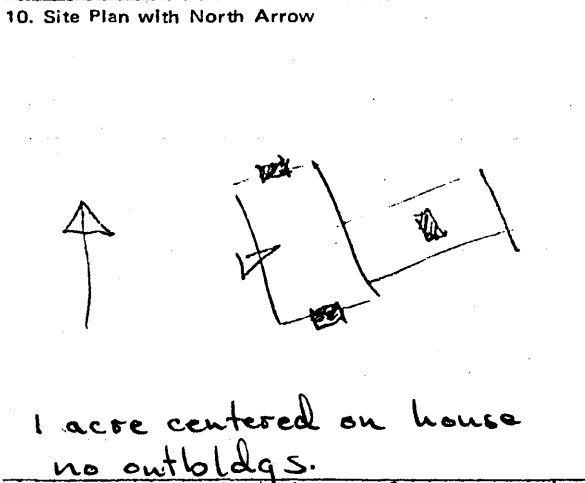 10. Site Plan with North Arrow
1 acre centered on house
no outbldgs.